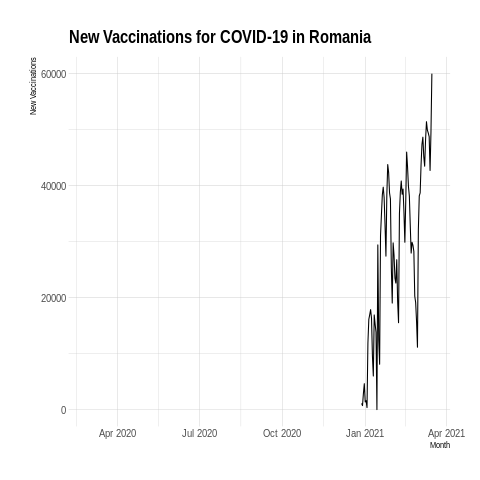 New Vaccinations for COVID-19 in Romania
New Vaccinations
60000
40000
20000
0
Apr 2020 Jul 2020 Oct 2020 Jan 2021 Apr 2021
Month